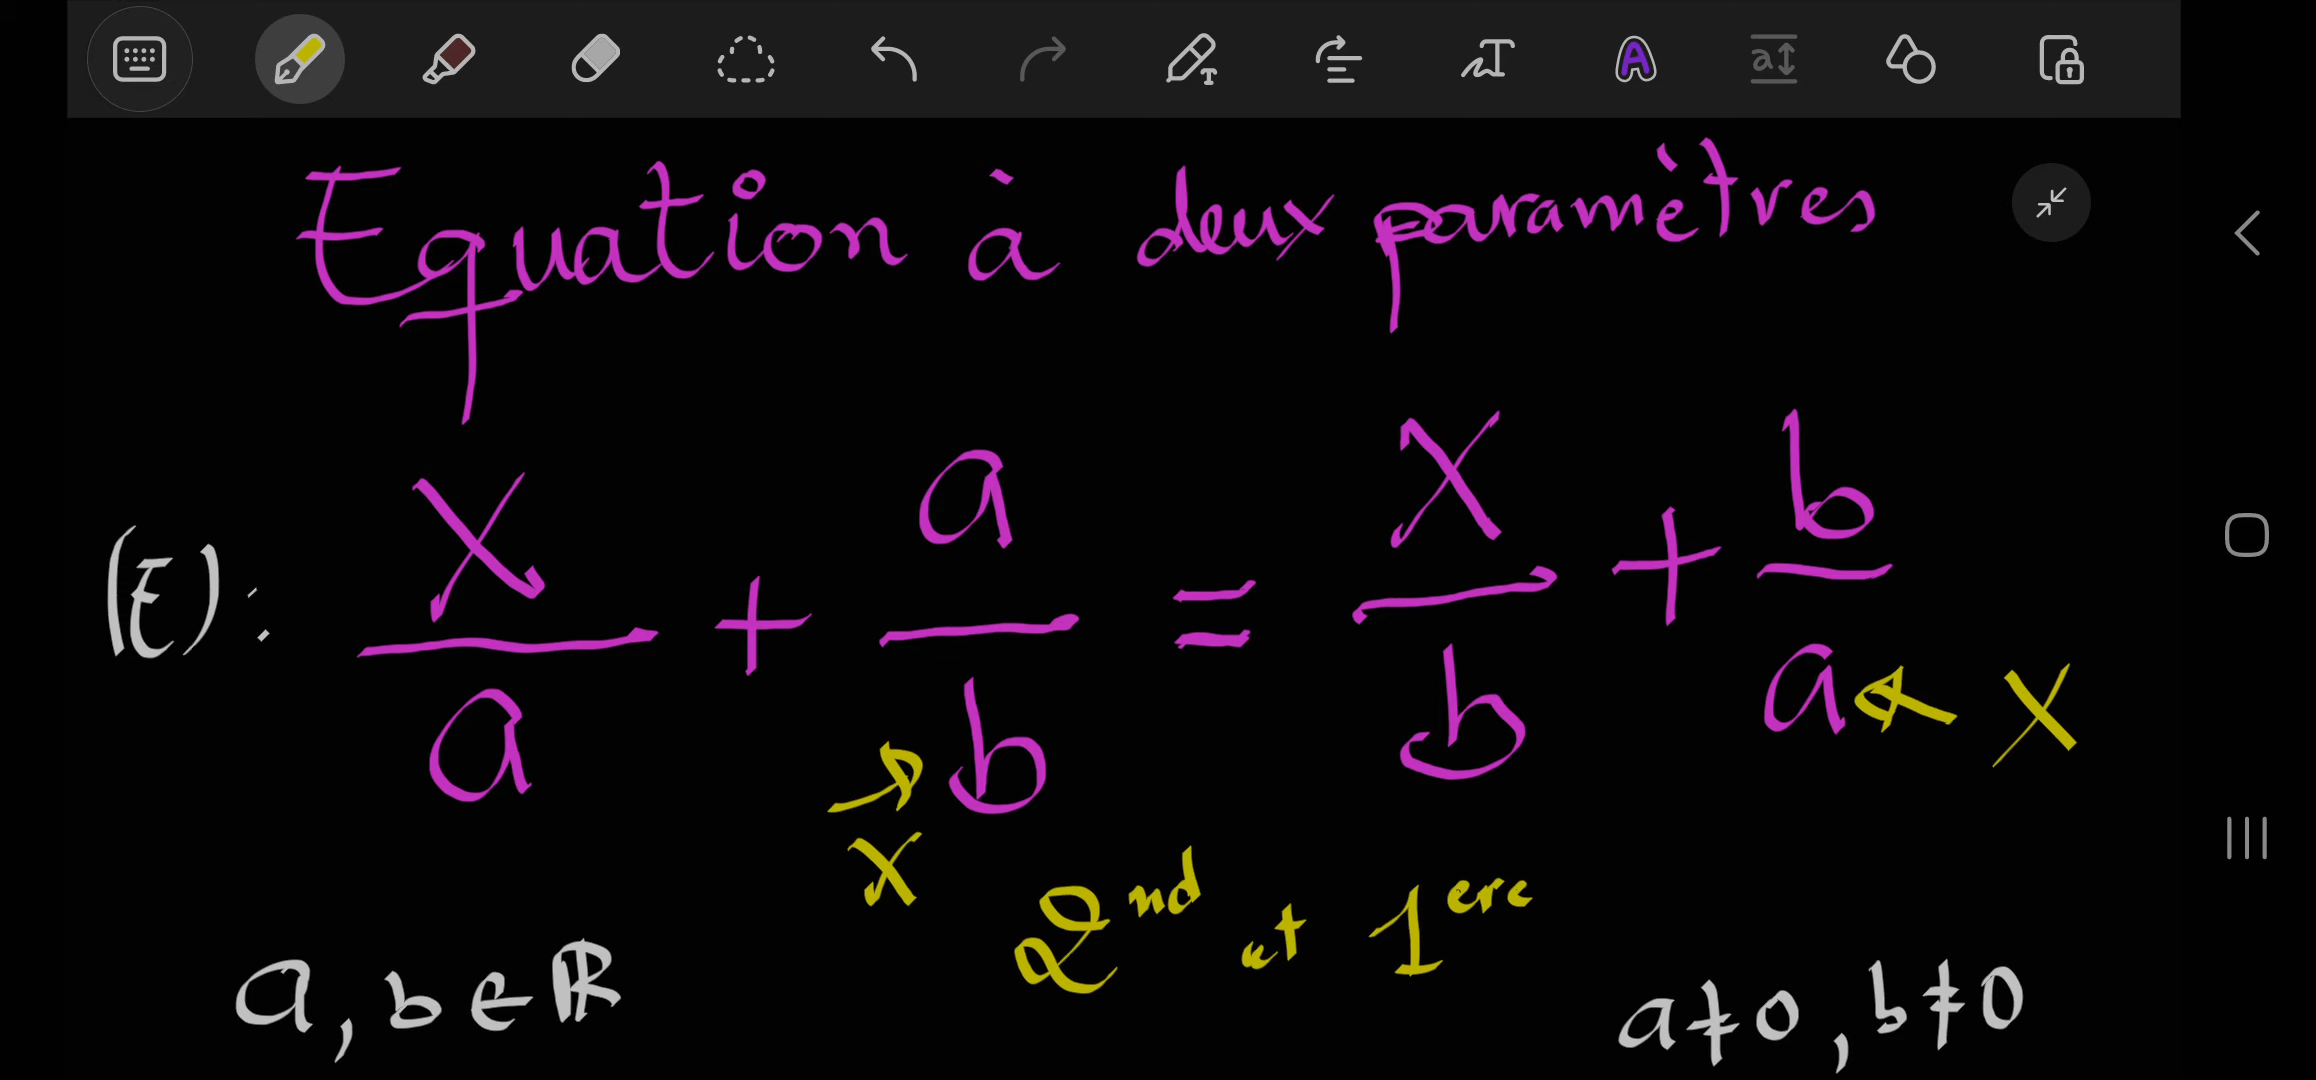 Equation à deux paramètres
(E): x/a + a/b = x/b + b/a ← x
→ x
2nd et 1ere
a, b ∈ ℝ
a ≠ 0, b ≠ 0